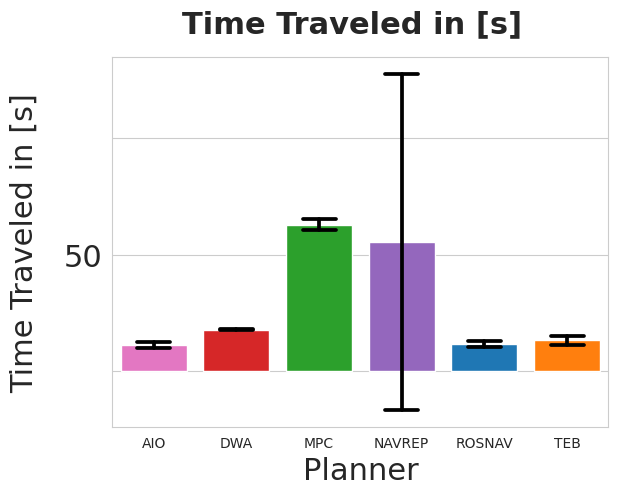 Time Traveled in [s]
Time Traveled in [s]
50
AIO DWA MPC NAVREP ROSNAV TEB
Planner